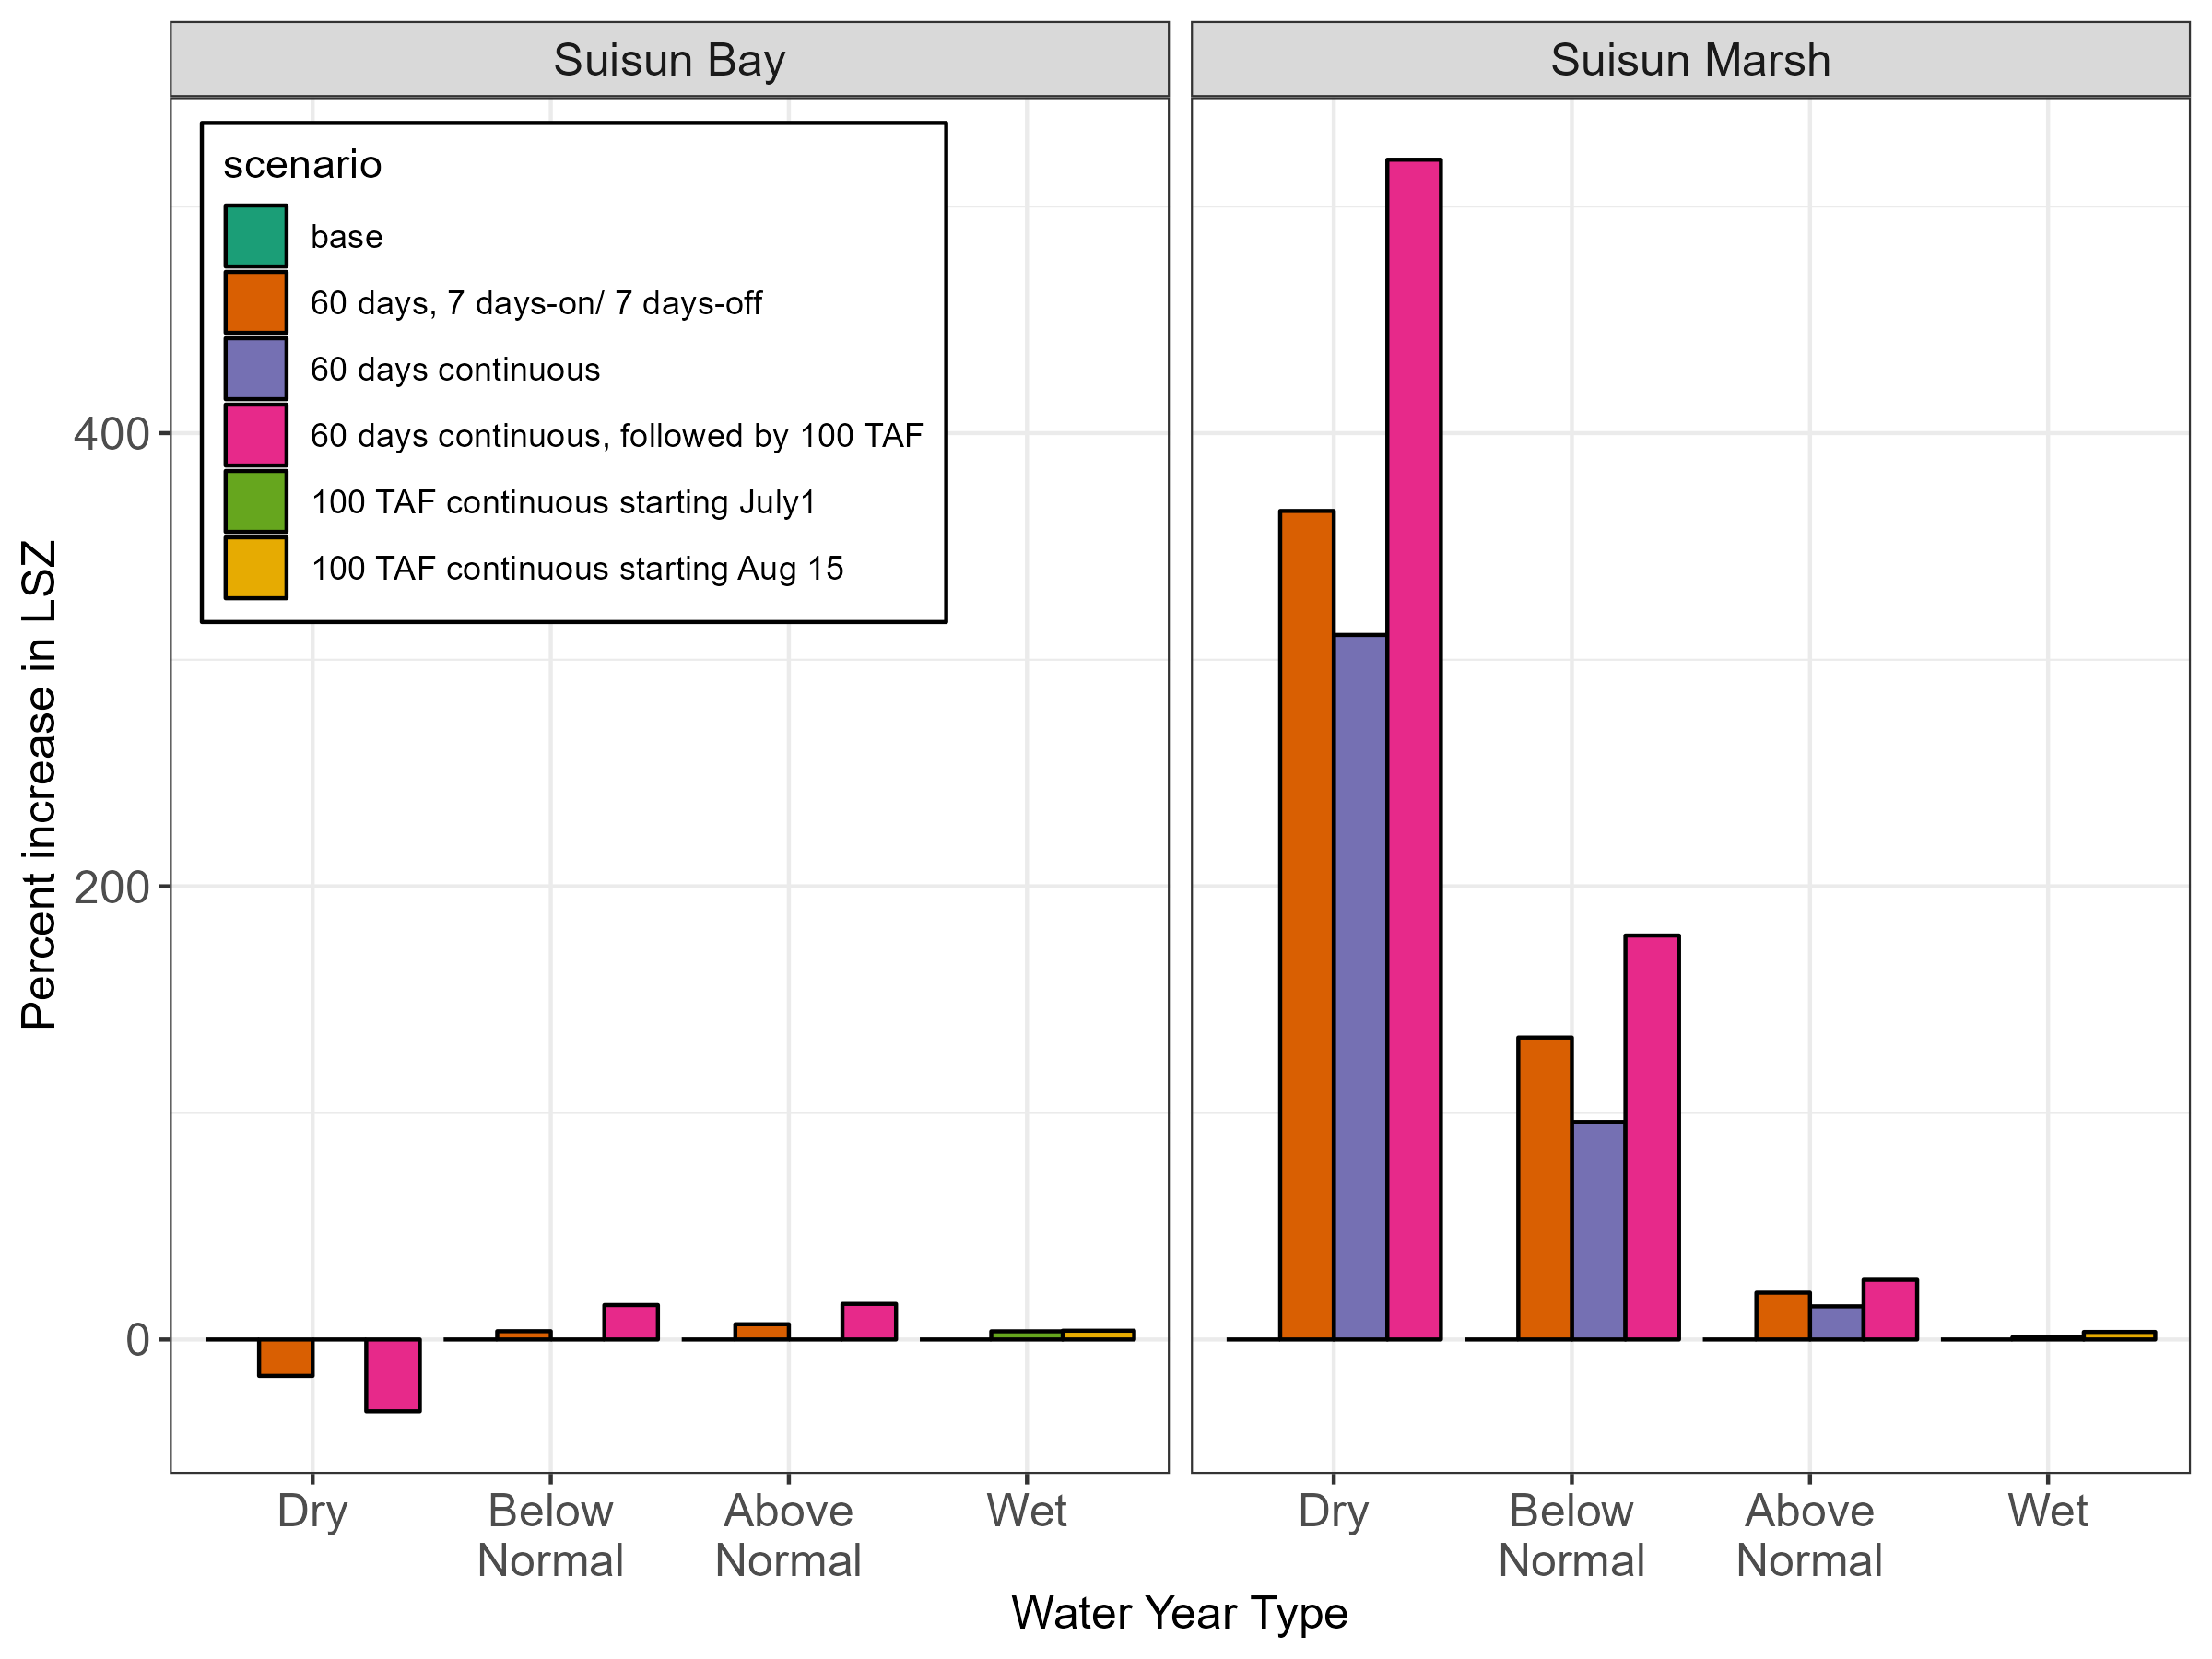 Suisun Bay
Suisun Marsh
scenario
base
60 days, 7 days-on/ 7 days-off
60 days continuous
60 days continuous, followed by 100 TAF
100 TAF continuous starting July1
100 TAF continuous starting Aug 15
Percent increase in LSZ
400
200
0
Dry
Below
Normal
Above
Normal
Wet
Dry
Below
Normal
Above
Normal
Wet
Water Year Type